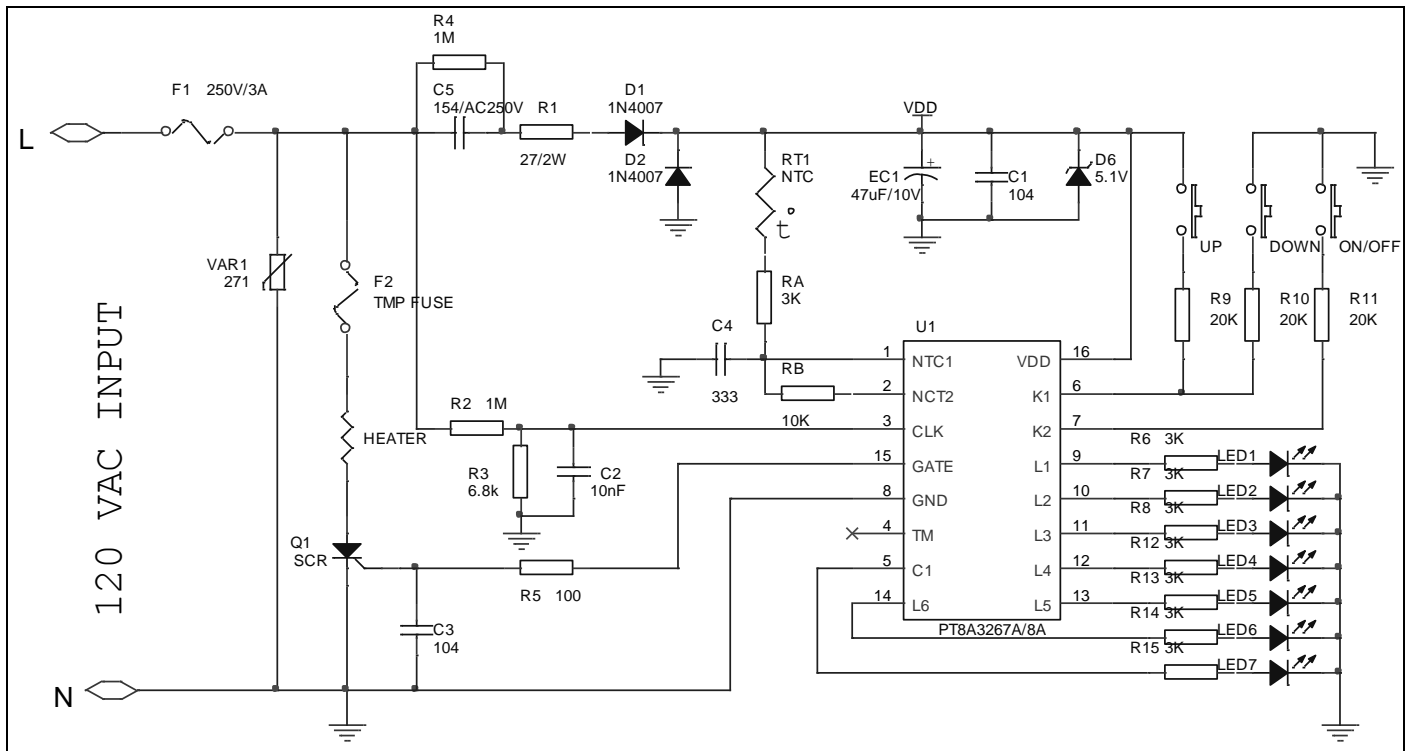 R4
1M
F1 250V/3A
C5
154/AC250V
R1
27/2W
D1
1N4007
D2
1N4007
VDD
L
RT1
NTC
t°
EC1
+
47uF/10V
C1
104
D6
5.1V
UP
DOWN
ON/OFF
VAR1
271
F2
TMP FUSE
RA
3K
R9
20K
R10
20K
R11
20K
120 VAC INPUT
C4
333
RB
10K
U1
1 NTC1 VDD 16
2 NCT2 K1 6
3 CLK K2 7
15 GATE L1 9
8 GND L2 10
4 TM L3 11
5 C1 L4 12
14 L6 L5 13
PT8A3267A/8A
R2 1M
HEATER
R3
6.8k
C2
10nF
Q1
SCR
R5 100
C3
104
R6 3K
LED1
R7 3K
LED2
R8 3K
LED3
R12 3K
LED4
R13 3K
LED5
R14 3K
LED6
R15 3K
LED7
N